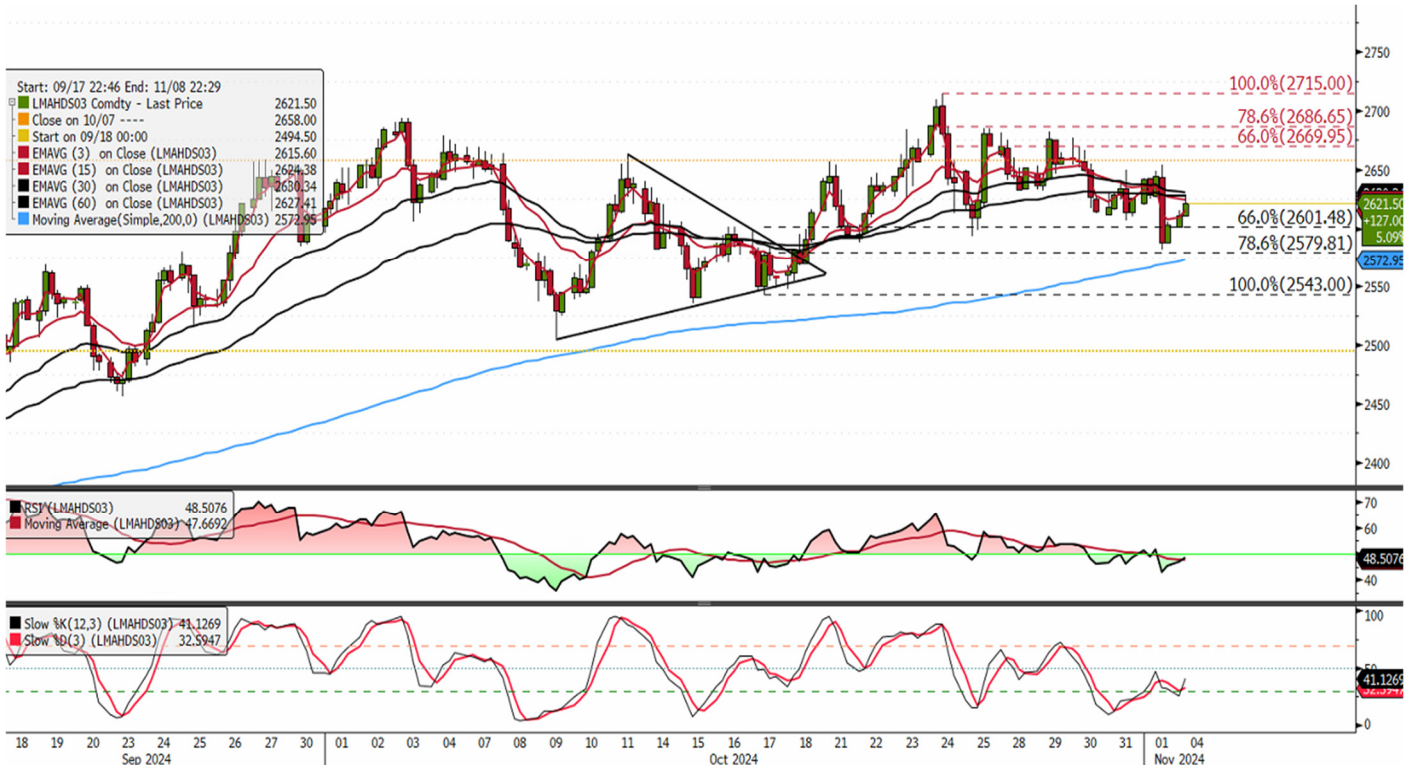 Start: 09/17 22:46 End: 11/08 22:29
LMAHDS03 Comdty - Last Price 2621.50
Close on 10/07 ---- 2658.00
Start on 09/18 00:00 2494.50
EMAVG (3) on Close (LMAHDS03) 2615.60
EMAVG (15) on Close (LMAHDS03) 2624.38
EMAVG (30) on Close (LMAHDS03) 2630.34
EMAVG (60) on Close (LMAHDS03) 2627.41
Moving Average(Simple,200,0) (LMAHDS03) 2572.95
100.0%(2715.00)
78.6%(2686.65)
66.0%(2669.95)
66.0%(2601.48)
78.6%(2579.81)
100.0%(2543.00)
2750
2700
2650
2621.50
127.00
5.09%
2572.95
2550
2500
2450
2400
RSI (LMAHDS03) 48.5076
Moving Average (LMAHDS03) 47.6692
70
60
48.5076
40
Slow %K(12,3) (LMAHDS03) 41.1269
Slow %D(3) (LMAHDS03) 32.5947
100
50
41.1269
0
18 19 20 23 24 25 26 27 30 01 02 03 04 07 08 09 10 11 14 15 16 17 18 21 22 23 24 25 28 29 30 31 01 04
Sep 2024 Oct 2024 Nov 2024